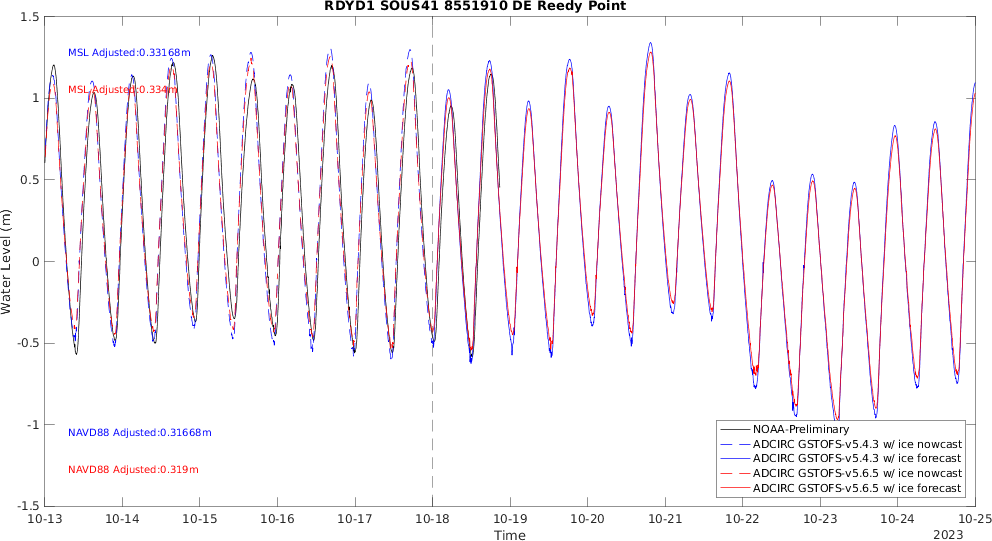 RDYD1 SOUS41 8551910 DE Reedy Point
1.5
1
0.5
0
-0.5
-1
-1.5
Water Level (m)
MSL Adjusted:0.33168m
MSL Adjusted:0.334m
NAVD88 Adjusted:0.31668m
NAVD88 Adjusted:0.319m
NOAA-Preliminary
ADCIRC GSTOFS-v5.4.3 w/ ice nowcast
ADCIRC GSTOFS-v5.4.3 w/ ice forecast
ADCIRC GSTOFS-v5.6.5 w/ ice nowcast
ADCIRC GSTOFS-v5.6.5 w/ ice forecast
10-13 10-14 10-15 10-16 10-17 10-18 10-19 10-20 10-21 10-22 10-23 10-24 10-25
Time
2023